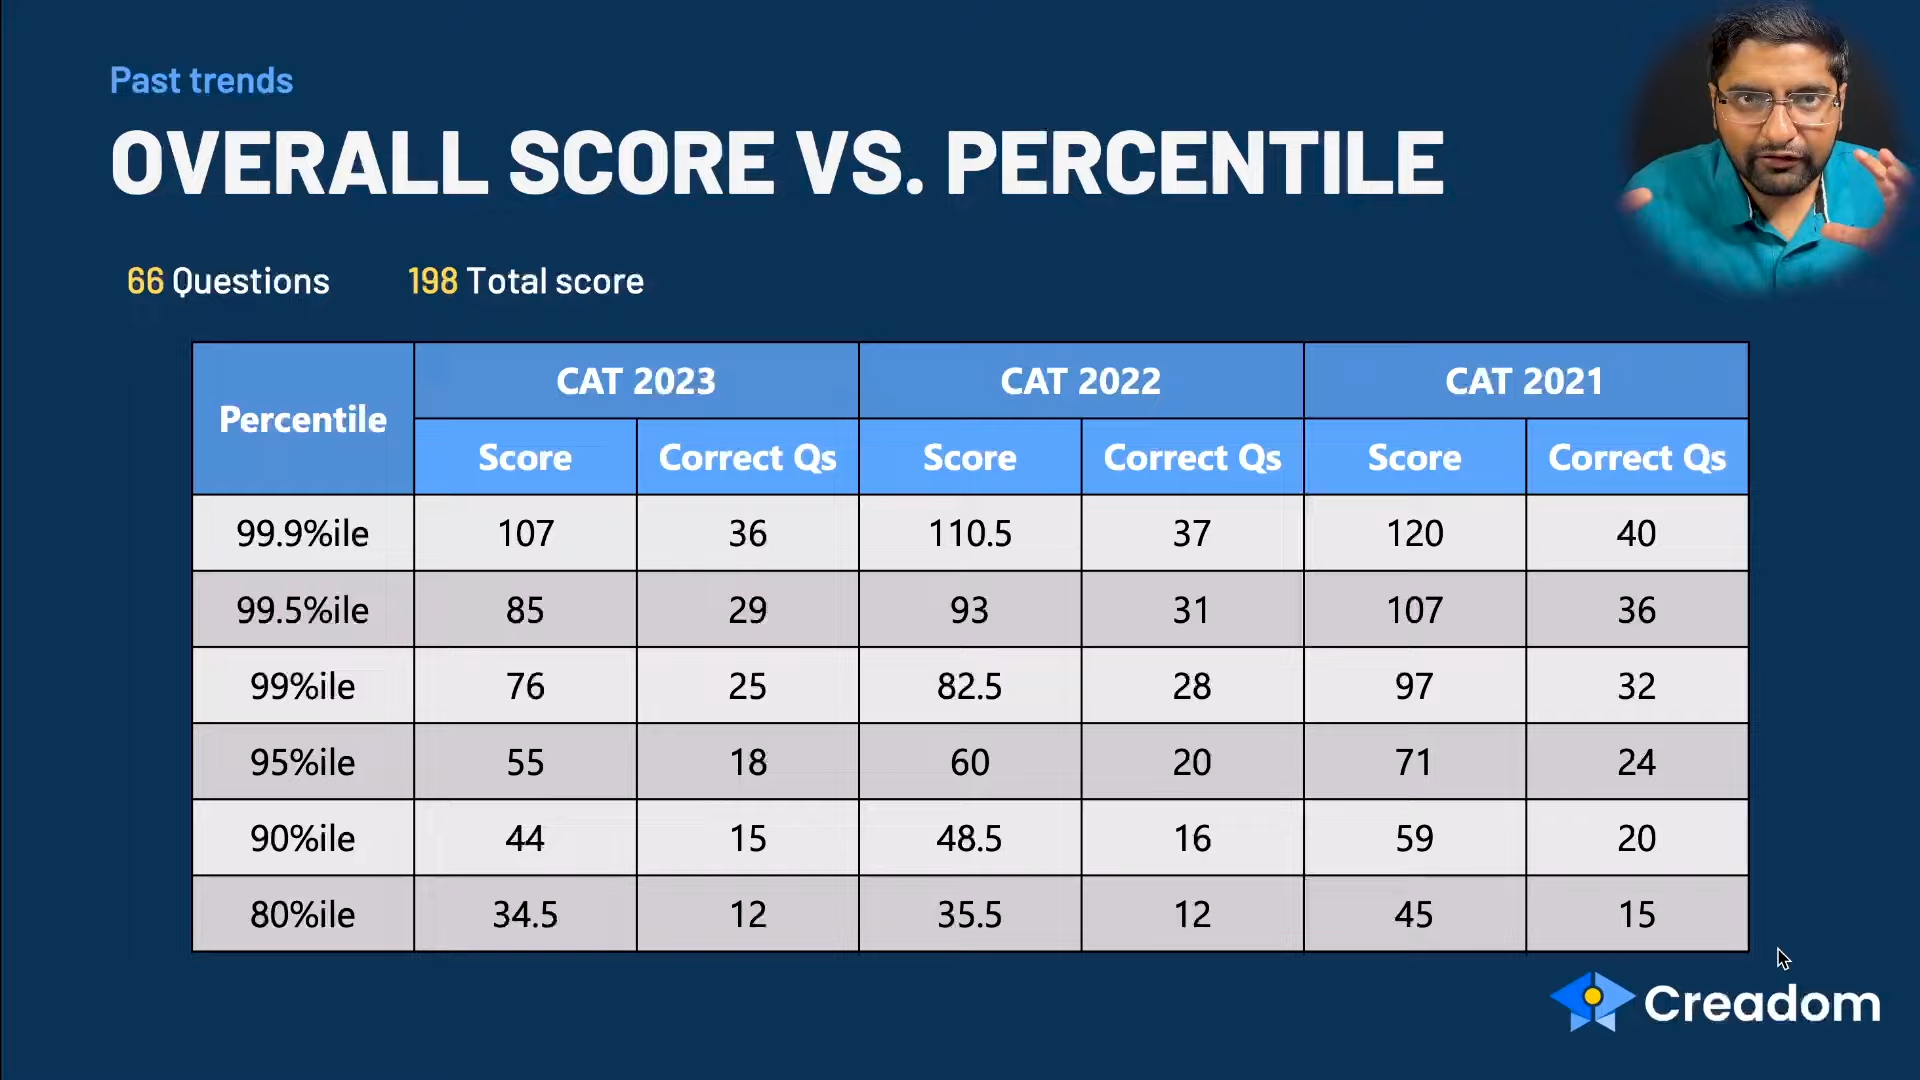 Past trends
OVERALL SCORE VS. PERCENTILE
66 Questions 198 Total score
Percentile CAT 2023 CAT 2022 CAT 2021
Score Correct Qs Score Correct Qs Score Correct Qs
99.9%ile 107 36 110.5 37 120 40
99.5%ile 85 29 93 31 107 36
99%ile 76 25 82.5 28 97 32
95%ile 55 18 60 20 71 24
90%ile 44 15 48.5 16 59 20
80%ile 34.5 12 35.5 12 45 15
Creadom